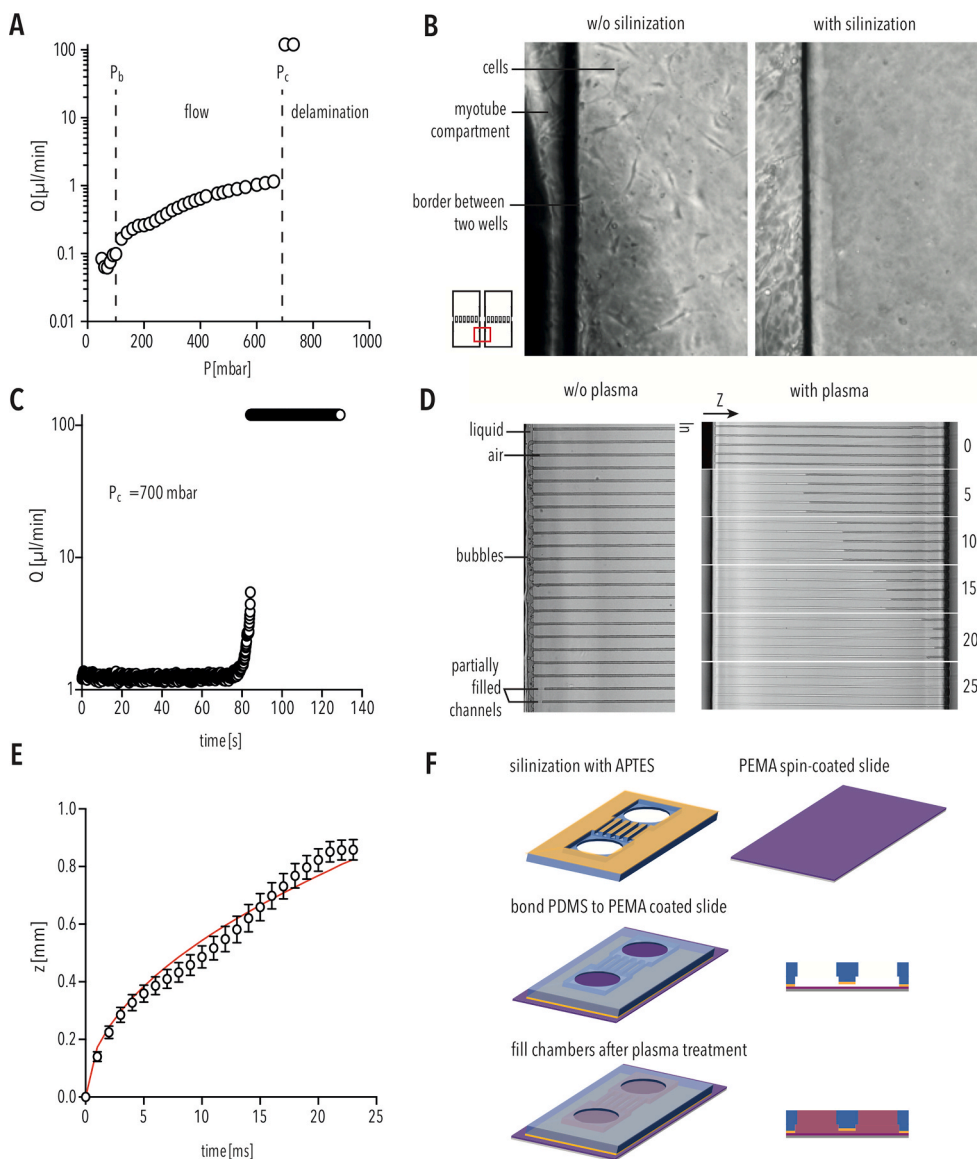 A
Q [µl/min]
100
10
1
0.1
0.01
P_b
P_c
flow
delamination
0
200
400
600
800
1000
P[mbar]
B
w/o silinization
with silinization
cells
myotube
compartment
border between
two wells
C
Q [µl/min]
100
10
1
P_c =700 mbar
0
20
40
60
80
100
120
140
time[s]
D
w/o plasma
with plasma
Z
liquid
air
bubbles
partially
filled
channels
In
0
5
10
15
20
25
E
z[mm]
1.0
0.8
0.6
0.4
0.2
0.0
0
5
10
15
20
25
time[ms]
F
silinization with APTES
PEMA spin-coated slide
bond PDMS to PEMA coated slide
fill chambers after plasma treatment